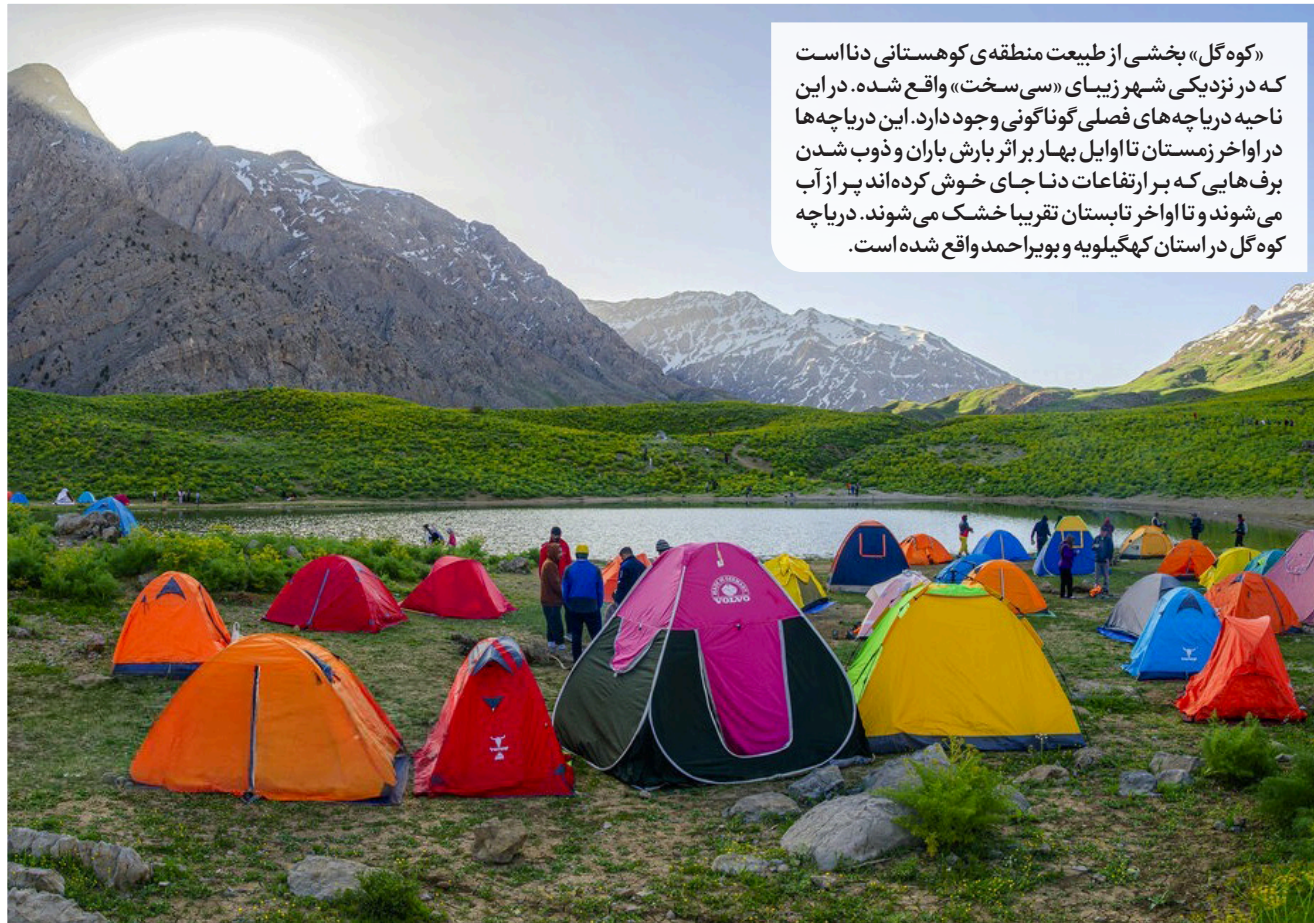 «کوه گل» بخشی از طبیعت منطقه‌ی کوهستانی دنا است
که در نزدیکی شهر زیبای «سی سخت» واقع شده. در این
ناحیه دریاچه‌های فصلی گوناگونی وجود دارد. این دریاچه‌ها
در اواخر زمستان تا اوایل بهار بر اثر بارش باران و ذوب شدن
برف‌هایی که بر ارتفاعات دنا جای خوش کرده‌اند پر از آب
می‌شوند و تا اواخر تابستان تقریبا خشک می‌شوند. دریاچه
کوه گل در استان کهگیلویه و بویراحمد واقع شده است.
VOLVO